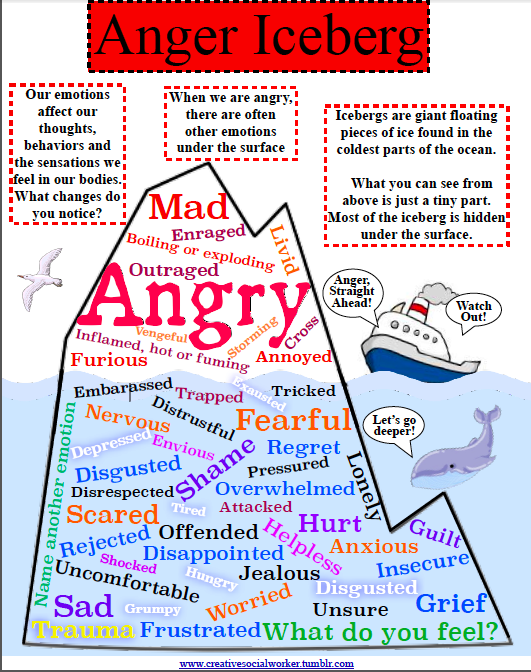 Anger Iceberg
Our emotions
affect our
thoughts,
behaviors and
the sensations we
feel in our bodies.
What changes do
you notice?
When we are angry,
there are often
other emotions
under the surface
Icebergs are giant floating
pieces of ice found in the
coldest parts of the ocean.
What you can see from
above is just a tiny part.
Most of the iceberg is hidden
under the surface.
Mad
Enraged
Livid
Boiling or exploding
Outraged
Angry
Vengeful
Storming
Cross
Inflamed, hot or fuming
Furious
Annoyed
Anger,
Straight
Ahead!
Watch
Out!
Let's go
deeper!
Embarassed
Trapped
Exausted
Tricked
Nervous
Distrustful
Fearful
Depressed
Envious
Shame
Regret
Disgusted
Pressured
Lonely
Disrespected
Overwhelmed
Tired
Attacked
Scared
Offended
Helpless
Hurt
Guilt
Rejected
Disappointed
Anxious
Shocked
Insecure
Uncomfortable
Hungry
Jealous
Disgusted
Sad
Grumpy
Worried
Unsure
Grief
Trauma
Frustrated
What do you feel?
Name another emotion
www.creativesocialworker.tumblr.com